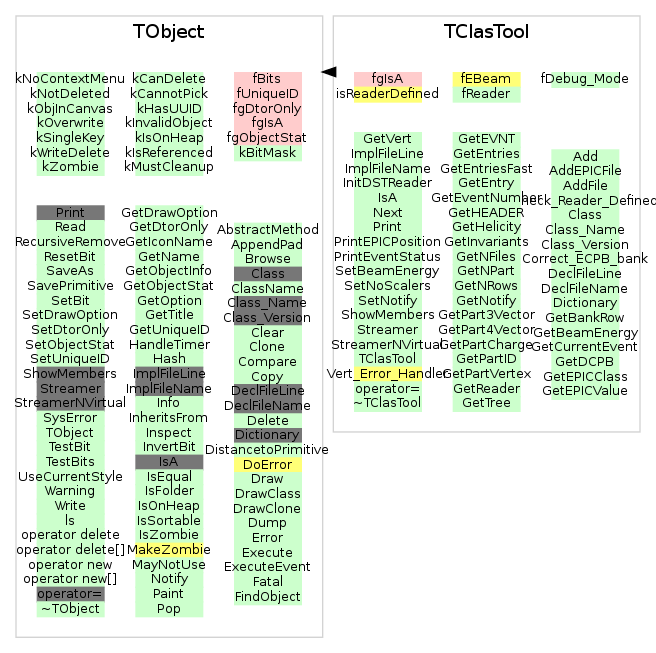 TObject
kNoContextMenu
kNotDeleted
kObjInCanvas
kOverwrite
kSingleKey
kWriteDelete
kZombie
kCanDelete
kCannotPick
kHasUUID
kInvalidObject
kIsOnHeap
kIsReferenced
kMustCleanup
fBits
fUniqueID
fgDtorOnly
fgIsA
fgObjectStat
kBitMask
Print
Read
RecursiveRemove
ResetBit
SaveAs
SavePrimitive
SetBit
SetDrawOption
SetDtorOnly
SetObjectStat
SetUniqueID
ShowMembers
Streamer
StreamerNVirtual
SysError
TObject
TestBit
TestBits
UseCurrentStyle
Warning
Write
ls
operator delete
operator delete[]
operator new
operator new[]
operator=
~TObject
GetDrawOption
GetDtorOnly
GetIconName
GetName
GetObjectInfo
GetObjectStat
GetOption
GetTitle
GetUniqueID
HandleTimer
Hash
ImplFileLine
ImplFileName
Info
InheritsFrom
Inspect
InvertBit
IsA
IsEqual
IsFolder
IsOnHeap
IsSortable
IsZombie
MakeZombie
MayNotUse
Notify
Paint
Pop
AbstractMethod
AppendPad
Browse
Class
ClassName
Class_Name
Class_Version
Clear
Clone
Compare
Copy
DeclFileLine
DeclFileName
Delete
Dictionary
DistancetoPrimitive
DoError
Draw
DrawClass
DrawClone
Dump
Error
Execute
ExecuteEvent
Fatal
FindObject
TClasTool
fgIsA
isReaderDefined
fEBeam
fReader
fDebug_Mode
GetVert
ImplFileLine
ImplFileName
InitDSTReader
IsA
Next
Print
PrintEPICPosition
PrintEventStatus
SetBeamEnergy
SetNoScalers
SetNotify
ShowMembers
Streamer
StreamerNVirtual
TClasTool
Vert_Error_Handler
operator=
~TClasTool
GetEVNT
GetEntries
GetEntriesFast
GetEntry
GetEventNumber
GetHEADER
GetHelicity
GetInvariants
GetNFiles
GetNPart
GetNRows
GetNotify
GetPart3Vector
GetPart4Vector
GetPartCharge
GetPartID
GetPartVertex
GetReader
GetTree
Add
AddEPICFile
AddFile
heck_Reader_Defined
Class
Class_Name
Class_Version
Correct_ECPB_bank
DeclFileLine
DeclFileName
Dictionary
GetBankRow
GetBeamEnergy
GetCurrentEvent
GetDCPB
GetEPICClass
GetEPICValue